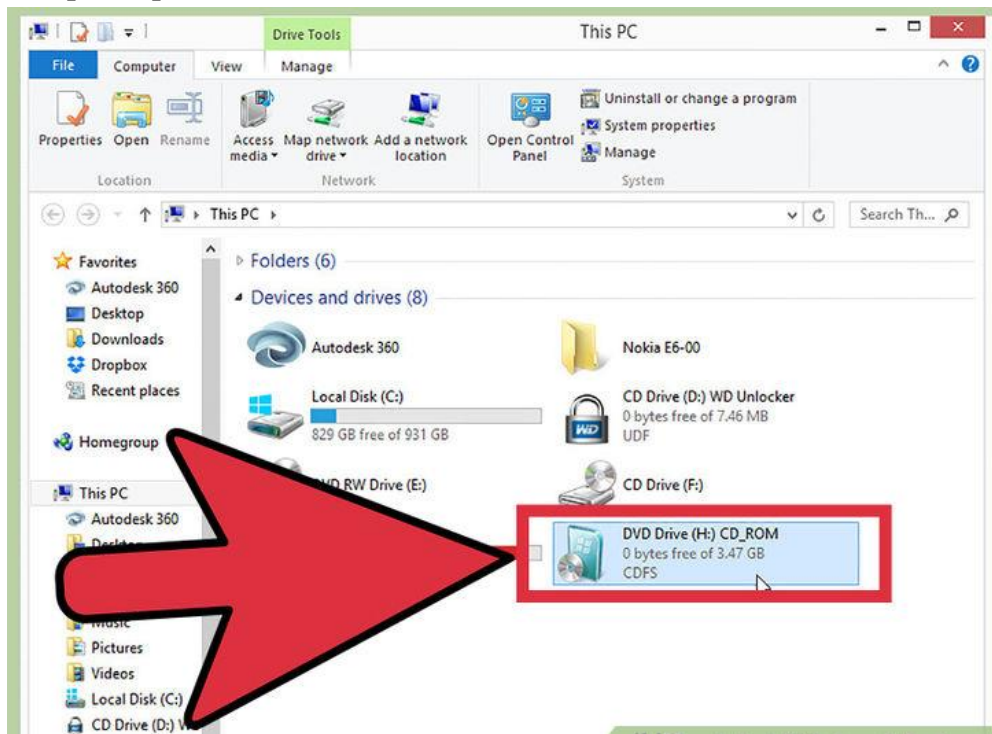 Drive Tools
This PC
File
Computer
View
Manage
Properties
Open
Rename
Access media
Map network drive
Add a network location
Open Control Panel
Uninstall or change a program
System properties
Manage
Location
Network
System
This PC
Search Th...
Favorites
Autodesk 360
Desktop
Downloads
Dropbox
Recent places
Homegroup
This PC
Autodesk 360
Music
Pictures
Videos
Local Disk (C:)
CD Drive (D:) W
Folders (6)
Devices and drives (8)
Autodesk 360
Nokia E6-00
Local Disk (C:)
829 GB free of 931 GB
CD Drive (D:) WD Unlocker
0 bytes free of 7.46 MB
UDF
WD
RW Drive (E:)
CD Drive (F:)
DVD Drive (H:) CD_ROM
0 bytes free of 3.47 GB
CDFS